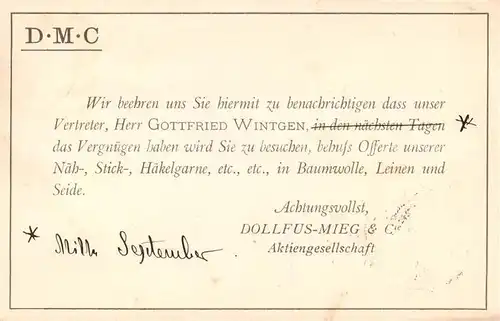 D·M·C
Wir beehren uns Sie hiermit zu benachrichtigen dass unser
Vertreter, Herr GOTTFRIED WINTGEN, in den nächsten Tagen *
das Vergnügen haben wird Sie zu besuchen, behufs Offerte unserer
Näh-, Stick-, Häkelgarne, etc., etc., in Baumwolle, Leinen und
Seide.
Achtungsvollst,
DOLLFUS-MIEG & C
Aktiengesellschaft
* Mitte September.